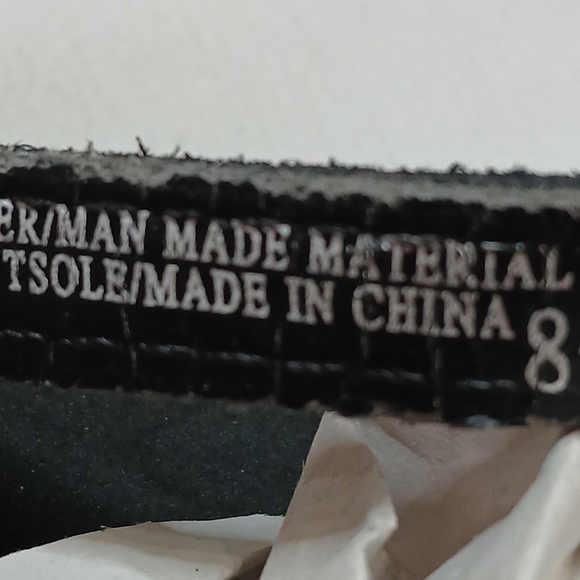 ER/MAN MADE MATERIAL
TSOLE/MADE IN CHINA 8